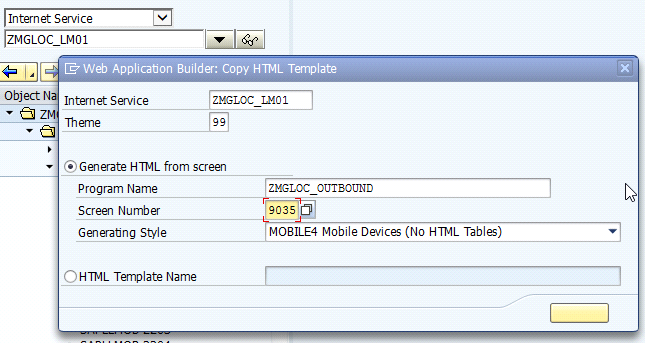 Internet Service
ZMGLOC_LM01
Web Application Builder: Copy HTML Template
Object Na
ZMG
Internet Service ZMGLOC_LM01
Theme 99
Generate HTML from screen
Program Name ZMGLOC_OUTBOUND
Screen Number 9035
Generating Style MOBILE4 Mobile Devices (No HTML Tables)
HTML Template Name